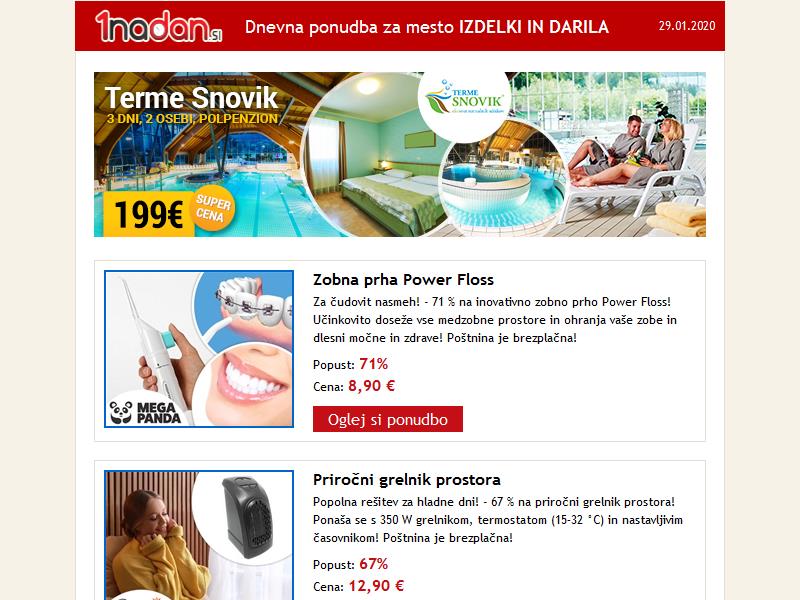 1nadan.si
Dnevna ponudba za mesto IZDELKI IN DARILA
29.01.2020
Terme Snovik
3 DNI, 2 OSEBI, POLPENZION
TERME
SNOVIK
199€
SUPER
CENA
Zobna prha Power Floss
Za čudovit nasmeh! - 71 % na inovativno zobno prho Power Floss!
Učinkovito doseže vse medzobne prostore in ohranja vaše zobe in
dlesni močne in zdrave! Poštnina je brezplačna!
Popust: 71%
Cena: 8,90 €
Oglej si ponudbo
MEGA
PANDA
Priročni grelnik prostora
Popolna rešitev za hladne dni! - 67 % na priročni grelnik prostora!
Ponaša se s 350 W grelnikom, termostatom (15-32 °C) in nastavljivim
časovnikom! Poštnina je brezplačna!
Popust: 67%
Cena: 12,90 €